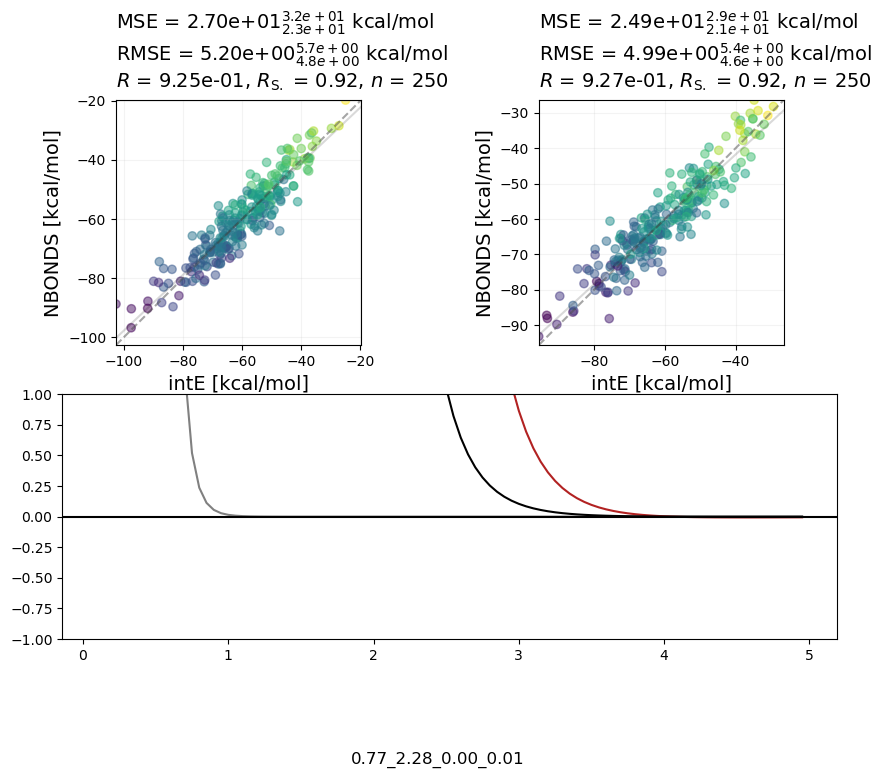 MSE = 2.70e+01 3.2e+01 2.3e+01 kcal/mol
RMSE = 5.20e+00 5.7e+00 4.8e+00 kcal/mol
R = 9.25e-01, R_S. = 0.92, n = 250
−20
−40
−60
−80
−100
NBONDS [kcal/mol]
−100 −80 −60 −40 −20
intE [kcal/mol]
MSE = 2.49e+01 2.9e+01 2.1e+01 kcal/mol
RMSE = 4.99e+00 5.4e+00 4.6e+00 kcal/mol
R = 9.27e-01, R_S. = 0.92, n = 250
−30
−40
−50
−60
−70
−80
−90
NBONDS [kcal/mol]
−80 −60 −40
intE [kcal/mol]
1.00
0.75
0.50
0.25
0.00
−0.25
−0.50
−0.75
−1.00
0 1 2 3 4 5
0.77_2.28_0.00_0.01